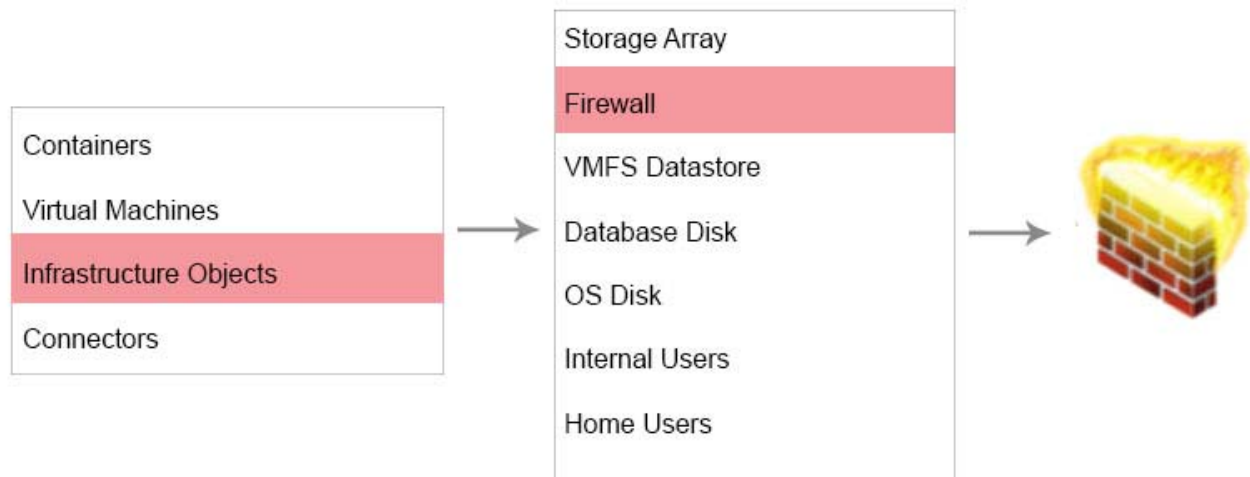 Containers
Virtual Machines
Infrastructure Objects
Connectors
Storage Array
Firewall
VMFS Datastore
Database Disk
OS Disk
Internal Users
Home Users